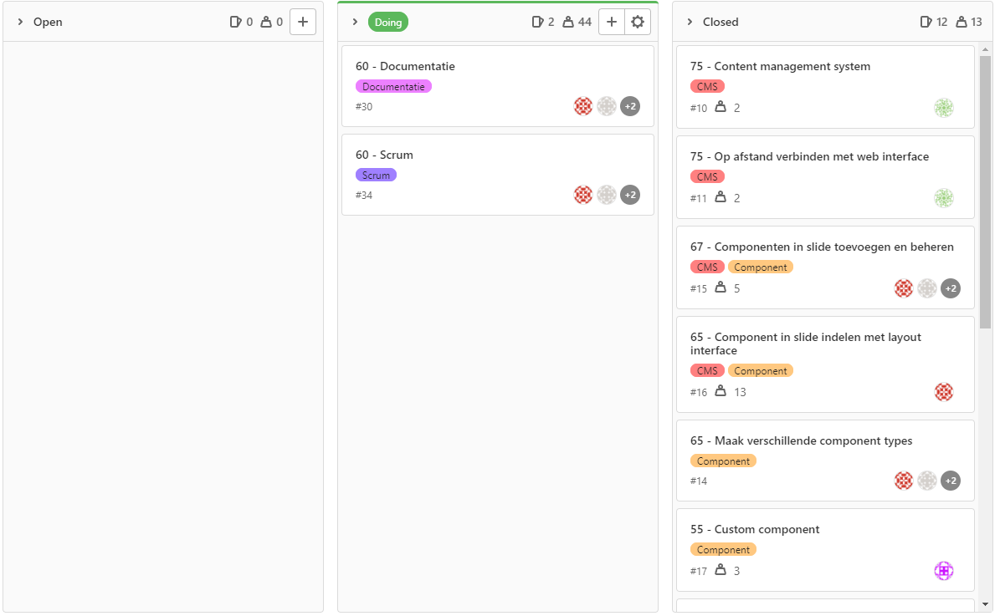 Open 0 0
Doing 2 44
60 - Documentatie
Documentatie
#30 +2
60 - Scrum
Scrum
#34 +2
Closed 12 13
75 - Content management system
CMS
#10 2
75 - Op afstand verbinden met web interface
CMS
#11 2
67 - Componenten in slide toevoegen en beheren
CMS Component
#15 5 +2
65 - Component in slide indelen met layout
interface
CMS Component
#16 13
65 - Maak verschillende component types
Component
#14 +2
55 - Custom component
Component
#17 3